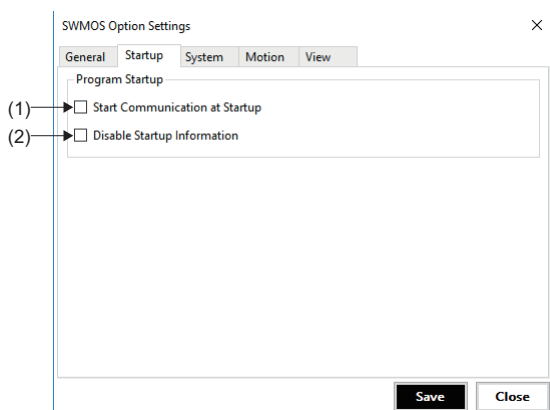 SWMOS Option Settings
General Startup System Motion View
Program Startup
(1) Start Communication at Startup
(2) Disable Startup Information
Save Close